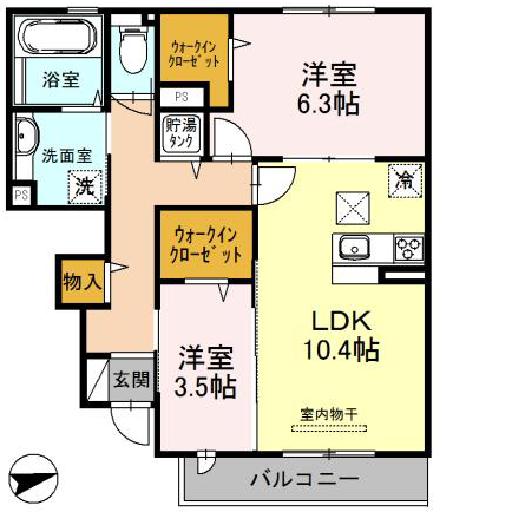 ウォークイン
クローゼット
洋室
6.3帖
浴室
PS
貯湯
タンク
洗面室
洗
PS
冷
ウォークイン
クローゼット
物入
LDK
10.4帖
洋室
3.5帖
玄関
室内物干
バルコニー